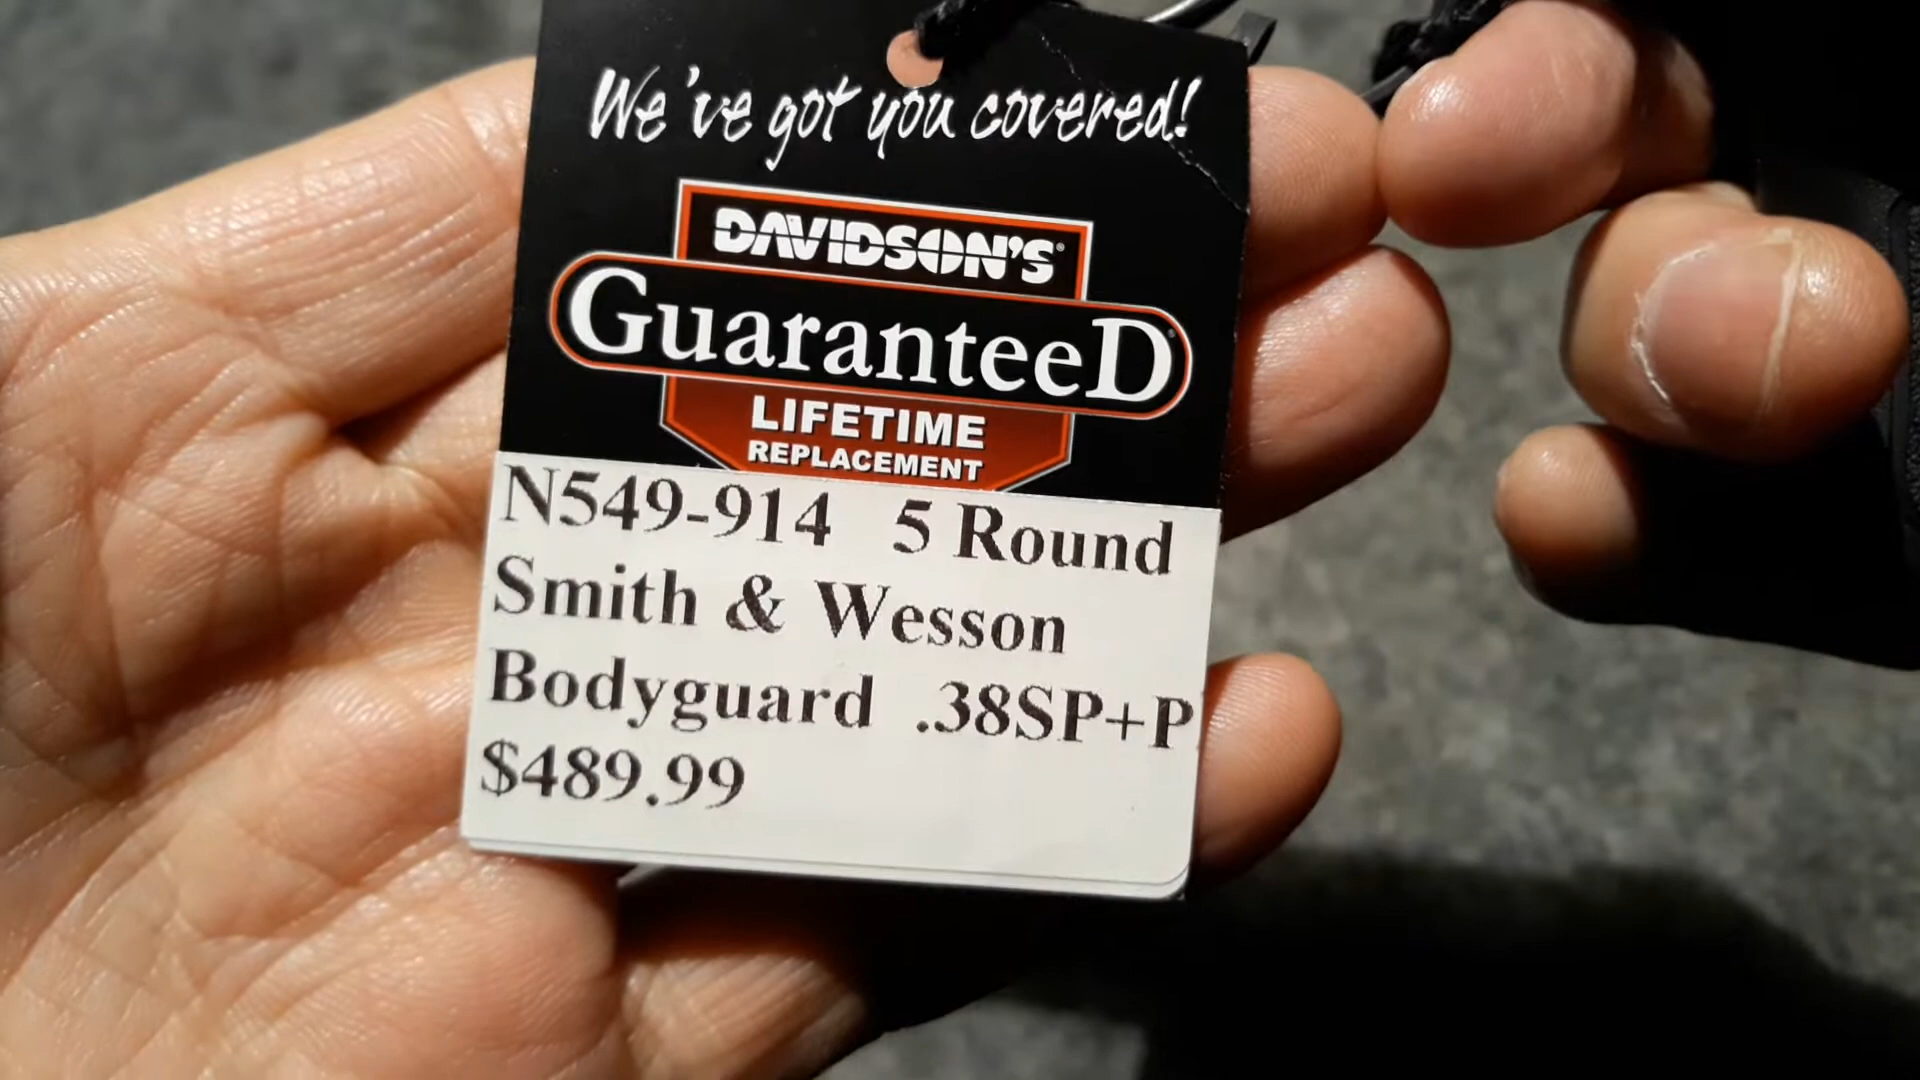 We've got you covered!
DAVIDSON'S®
GuaranteeD®
LIFETIME
REPLACEMENT
N549-914 5 Round
Smith & Wesson
Bodyguard .38SP+P
$489.99